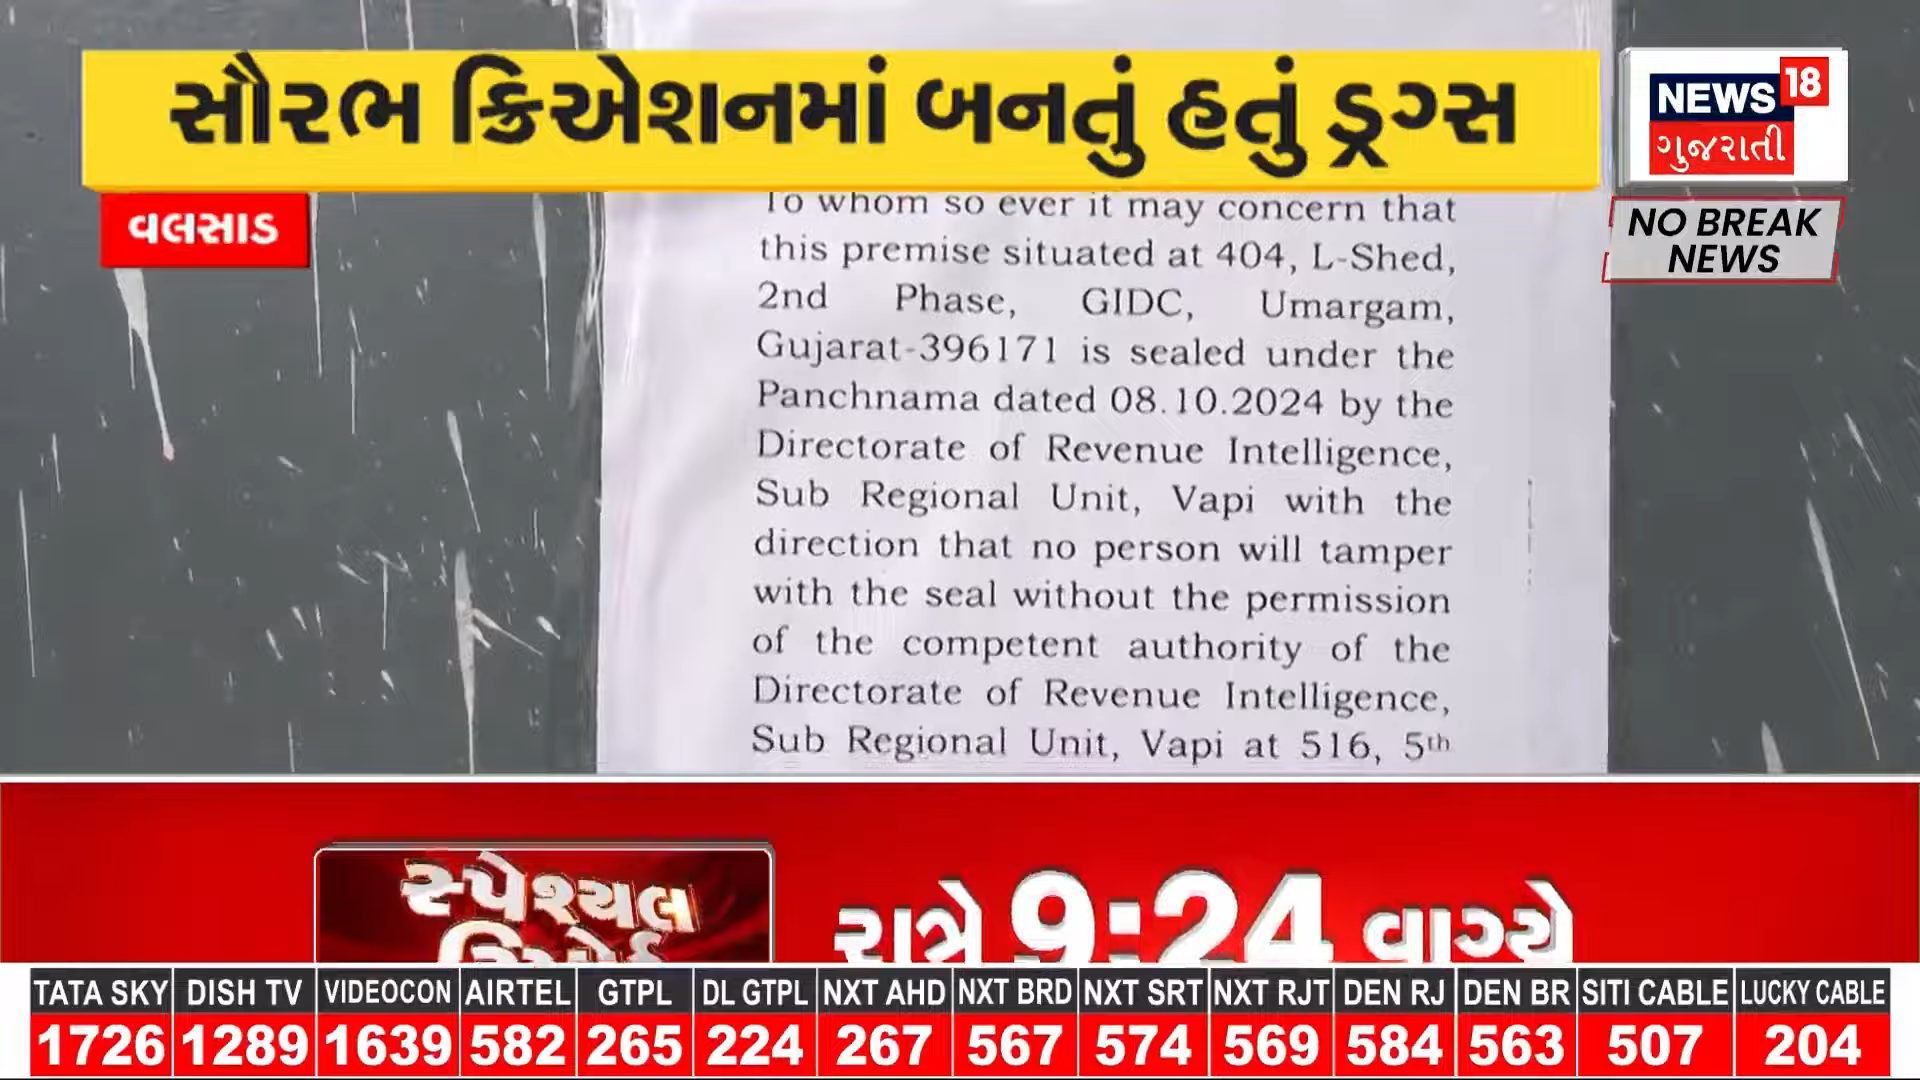 સૌરભ ક્રિએશનમાં બનતું હતું ડ્રગ્સ
NEWS 18
ગુજરાતી
વલસાડ
NO BREAK
NEWS
To whom so ever it may concern that
this premise situated at 404, L-Shed,
2nd Phase, GIDC, Umargam,
Gujarat-396171 is sealed under the
Panchnama dated 08.10.2024 by the
Directorate of Revenue Intelligence,
Sub Regional Unit, Vapi with the
direction that no person will tamper
with the seal without the permission
of the competent authority of the
Directorate of Revenue Intelligence,
Sub Regional Unit, Vapi at 516, 5th
સ્પેશ્યલ
રિપોર્ટ
રાત્રે 9:24 વાગ્યે
TATA SKY DISH TV VIDEOCON AIRTEL GTPL DL GTPL NXT AHD NXT BRD NXT SRT NXT RJT DEN RJ DEN BR SITI CABLE LUCKY CABLE
1726 1289 1639 582 265 224 267 567 574 569 584 563 507 204